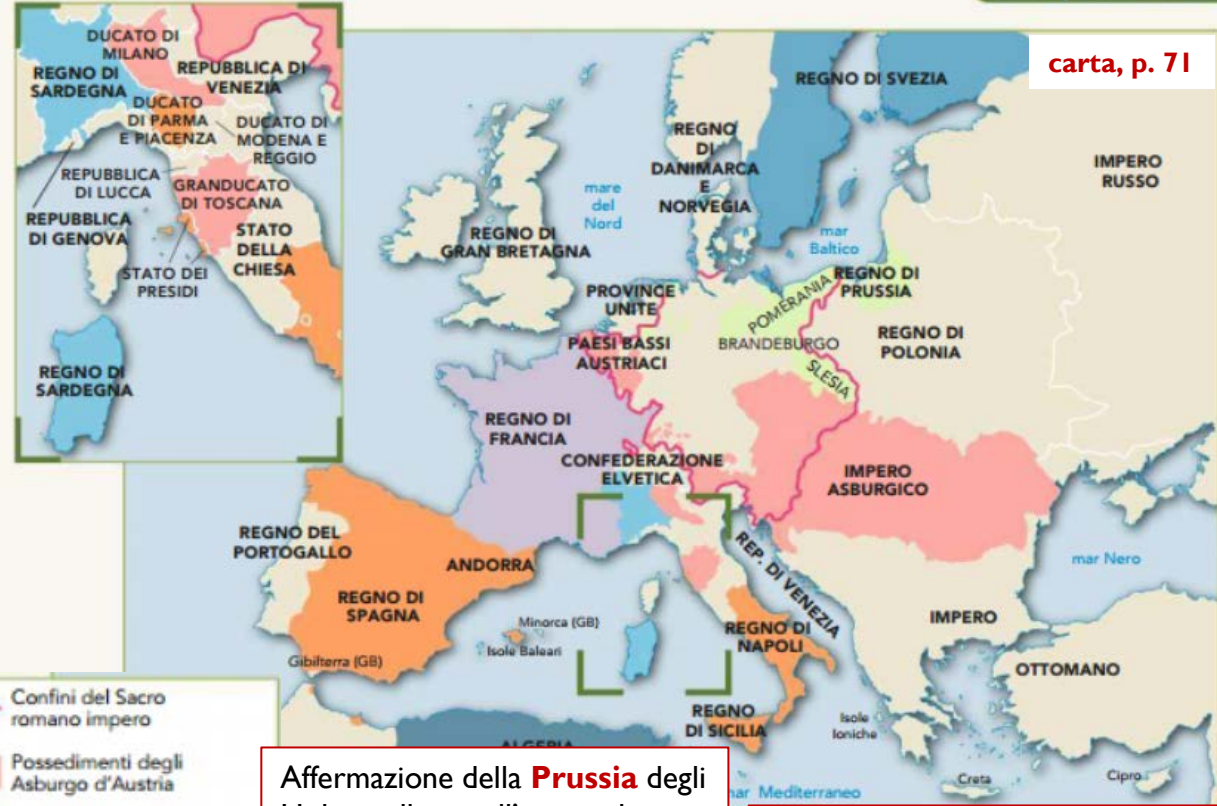 carta, p. 71
DUCATO DI
MILANO
REGNO DI
SARDEGNA
REPUBBLICA DI
VENEZIA
DUCATO
DI PARMA
E PIACENZA
DUCATO DI
MODENA E
REGGIO
REPUBBLICA
DI LUCCA
GRANDUCATO
DI TOSCANA
REPUBBLICA
DI GENOVA
STATO
DELLA
CHIESA
STATO DEI
PRESIDI
REGNO DI
SARDEGNA
REGNO DI SVEZIA
REGNO
DI
DANIMARCA
E
NORVEGIA
IMPERO
RUSSO
mare
del
Nord
mar
Baltico
REGNO DI
GRAN BRETAGNA
PROVINCE
UNITE
POMERANIA
REGNO DI
PRUSSIA
PAESI BASSI
AUSTRIACI
BRANDEBURGO
SLESIA
REGNO DI
POLONIA
REGNO DI
FRANCIA
CONFEDERAZIONE
ELVETICA
IMPERO
ASBURGICO
REGNO DEL
PORTOGALLO
ANDORRA
REGNO DI
SPAGNA
REP. DI VENEZIA
mar Nero
Minorca (GB)
Isole Baleari
Gibilterra (GB)
REGNO DI
NAPOLI
IMPERO
OTTOMANO
REGNO
DI SICILIA
Isole
Ioniche
Creta
Cipro
ALGERIA
mar Mediterraneo
Confini del Sacro
romano impero
Possedimenti degli
Asburgo d'Austria
Affermazione della Prussia degli